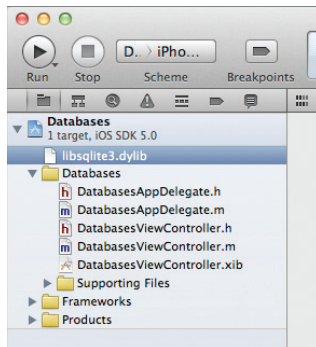 D... iPho...
Run Stop Scheme Breakpoints
Databases
1 target, iOS SDK 5.0
libsqlite3.dylib
Databases
h DatabasesAppDelegate.h
m DatabasesAppDelegate.m
h DatabasesViewController.h
m DatabasesViewController.m
DatabasesViewController.xib
Supporting Files
Frameworks
Products